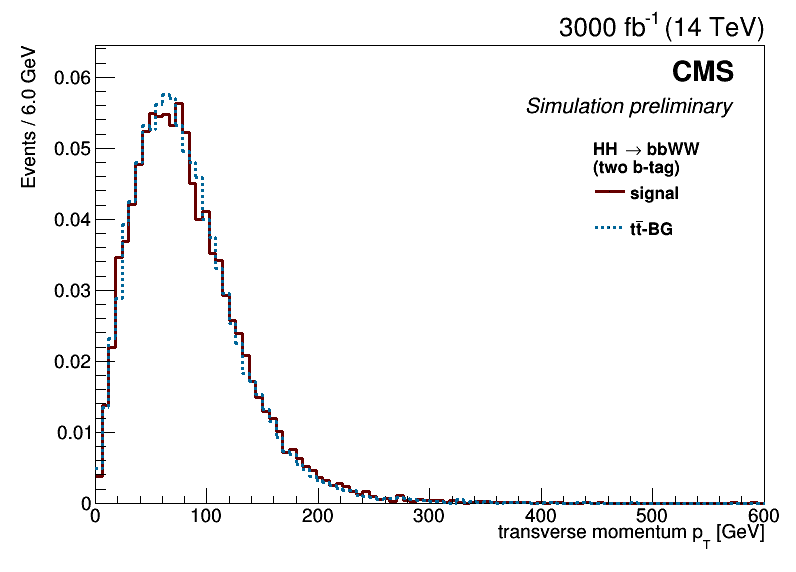 3000 fb⁻¹ (14 TeV)
Events / 6.0 GeV
CMS
Simulation preliminary
HH → bbWW
(two b-tag)
signal
tt̄-BG
0.06
0.05
0.04
0.03
0.02
0.01
0
0 100 200 300 400 500 600
transverse momentum p_T [GeV]